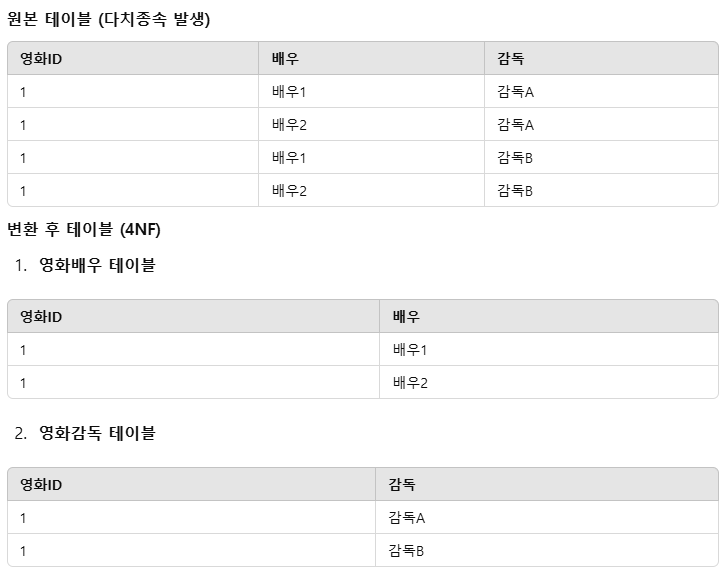 원본 테이블 (다치종속 발생)
영화ID 배우 감독
1 배우1 감독A
1 배우2 감독A
1 배우1 감독B
1 배우2 감독B
변환 후 테이블 (4NF)
1. 영화배우 테이블
영화ID 배우
1 배우1
1 배우2
2. 영화감독 테이블
영화ID 감독
1 감독A
1 감독B